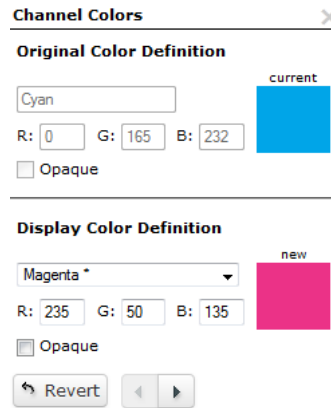 Channel Colors
Original Color Definition
current
Cyan
R: 0 G: 165 B: 232
Opaque
Display Color Definition
new
Magenta *
R: 235 G: 50 B: 135
Opaque
Revert